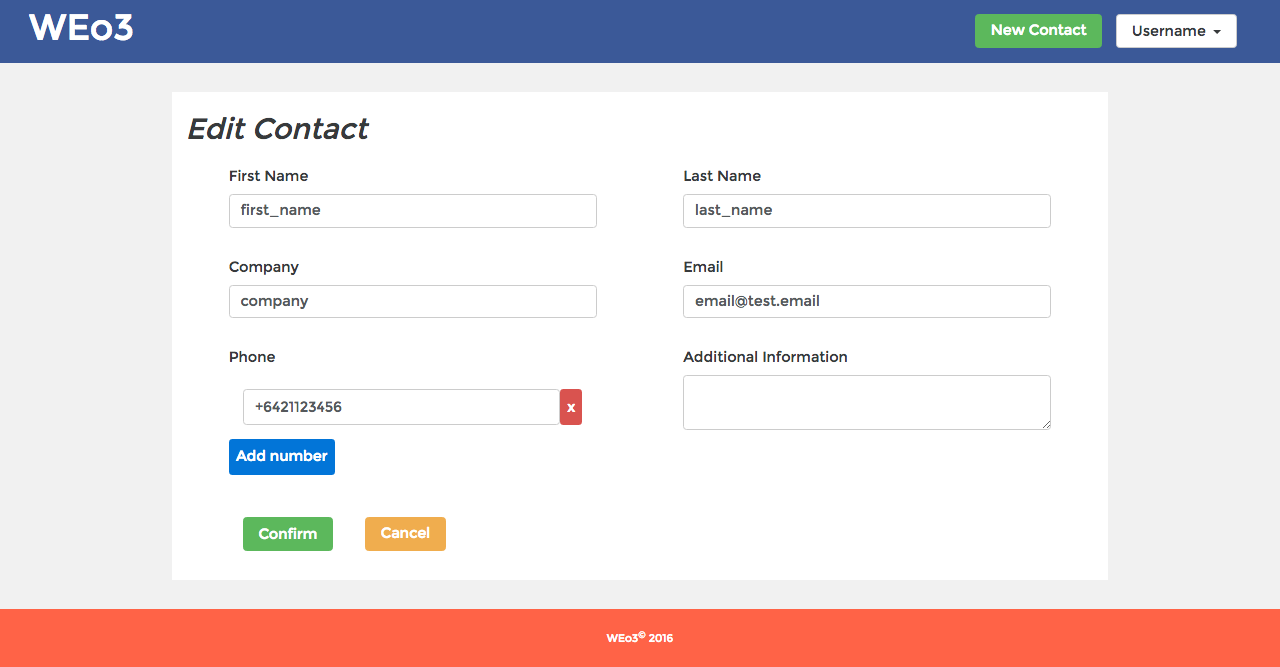 WEo3
New Contact
Username
Edit Contact
First Name
Last Name
first_name
last_name
Company
Email
company
email@test.email
Phone
Additional Information
+6421123456
x
Add number
Confirm
Cancel
WEo3© 2016